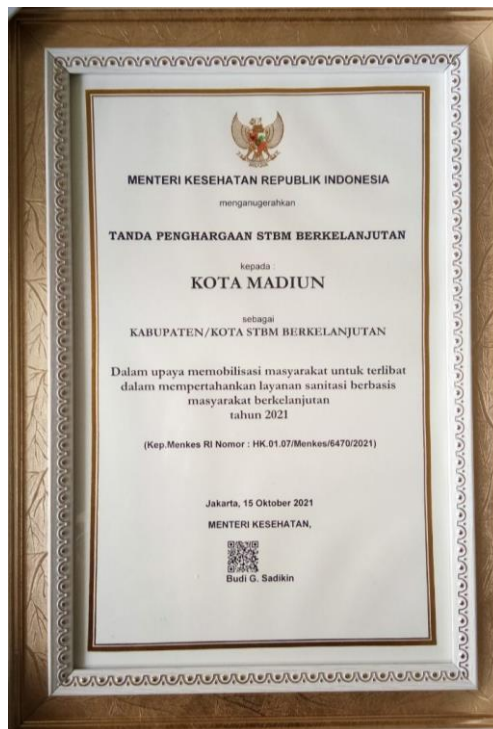 MENTERI KESEHATAN REPUBLIK INDONESIA
menganugerahkan
TANDA PENGHARGAAN STBM BERKELANJUTAN
kepada :
KOTA MADIUN
sebagai
KABUPATEN/KOTA STBM BERKELANJUTAN
Dalam upaya memobilisasi masyarakat untuk terlibat
dalam mempertahankan layanan sanitasi berbasis
masyarakat berkelanjutan
tahun 2021
(Kep.Menkes RI Nomor : HK.01.07/Menkes/6470/2021)
Jakarta, 15 Oktober 2021
MENTERI KESEHATAN,
Budi G. Sadikin